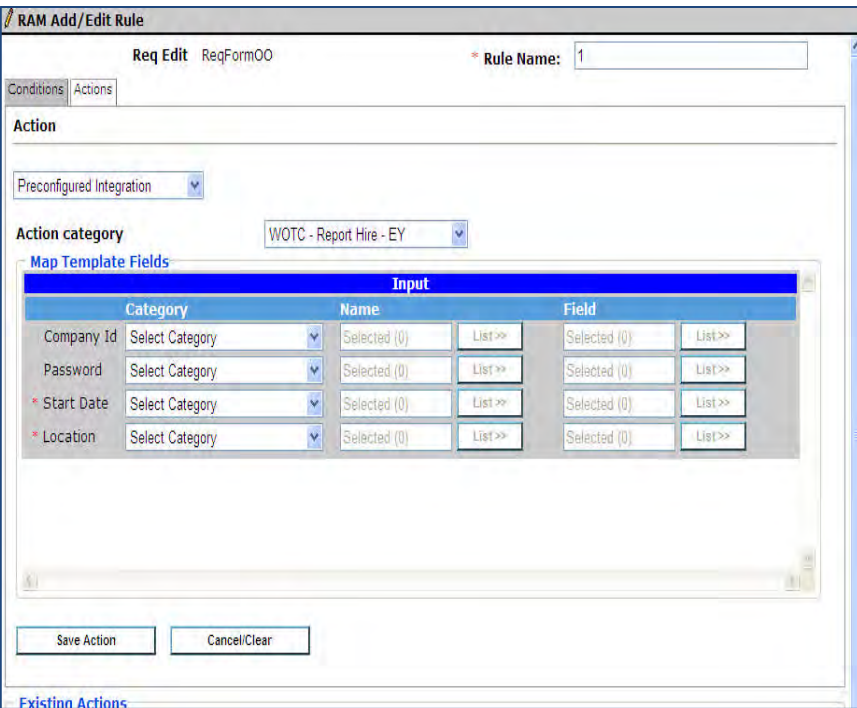 RAM Add/Edit Rule
Req Edit ReqFormOO * Rule Name: 1
Conditions Actions
Action
Preconfigured Integration
Action category WOTC - Report Hire - EY
Map Template Fields
Input
Category Name Field
Company Id Select Category Selected (0) List>> Selected (0) List>>
Password Select Category Selected (0) List>> Selected (0) List>>
* Start Date Select Category Selected (0) List>> Selected (0) List>>
* Location Select Category Selected (0) List>> Selected (0) List>>
Save Action Cancel/Clear
Existing Actions